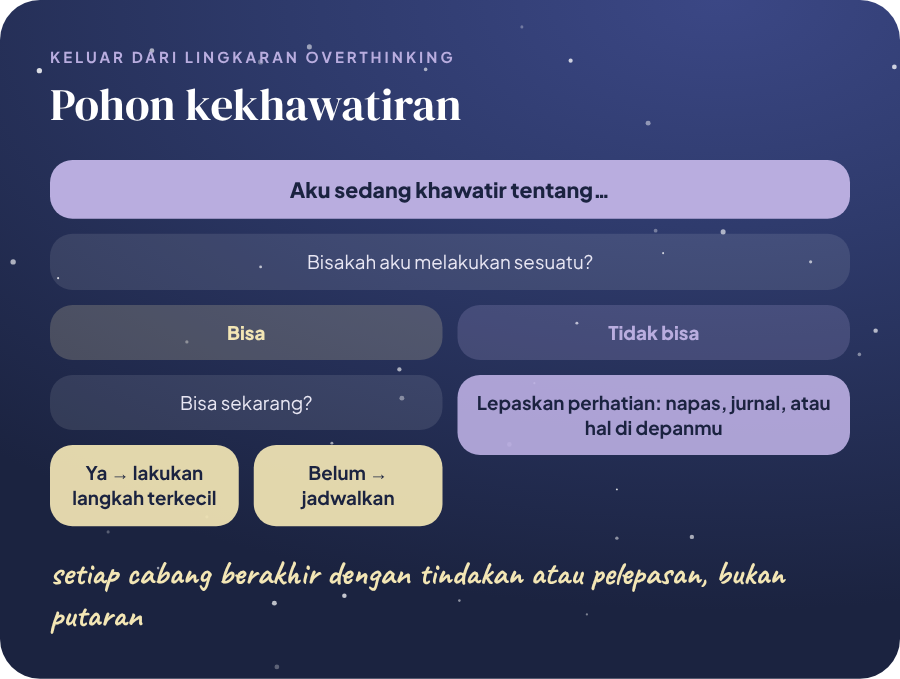 KELUAR DARI LINGKARAN OVERTHINKING
Pohon kekhawatiran
Aku sedang khawatir tentang…
Bisakah aku melakukan sesuatu?
Bisa
Tidak bisa
Bisa sekarang?
Lepaskan perhatian: napas, jurnal, atau
hal di depanmu
Ya → lakukan
langkah terkecil
Belum →
jadwalkan
setiap cabang berakhir dengan tindakan atau pelepasan, bukan
putaran